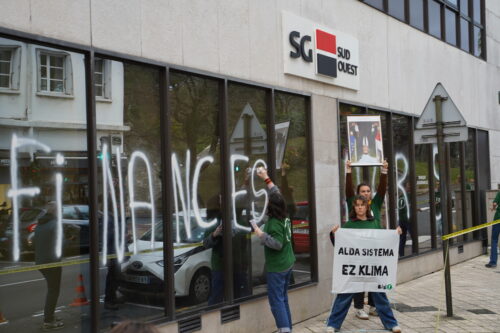 SG SUD
OUEST
FINANCES
ALDA SISTEMA
EZ KLIMA